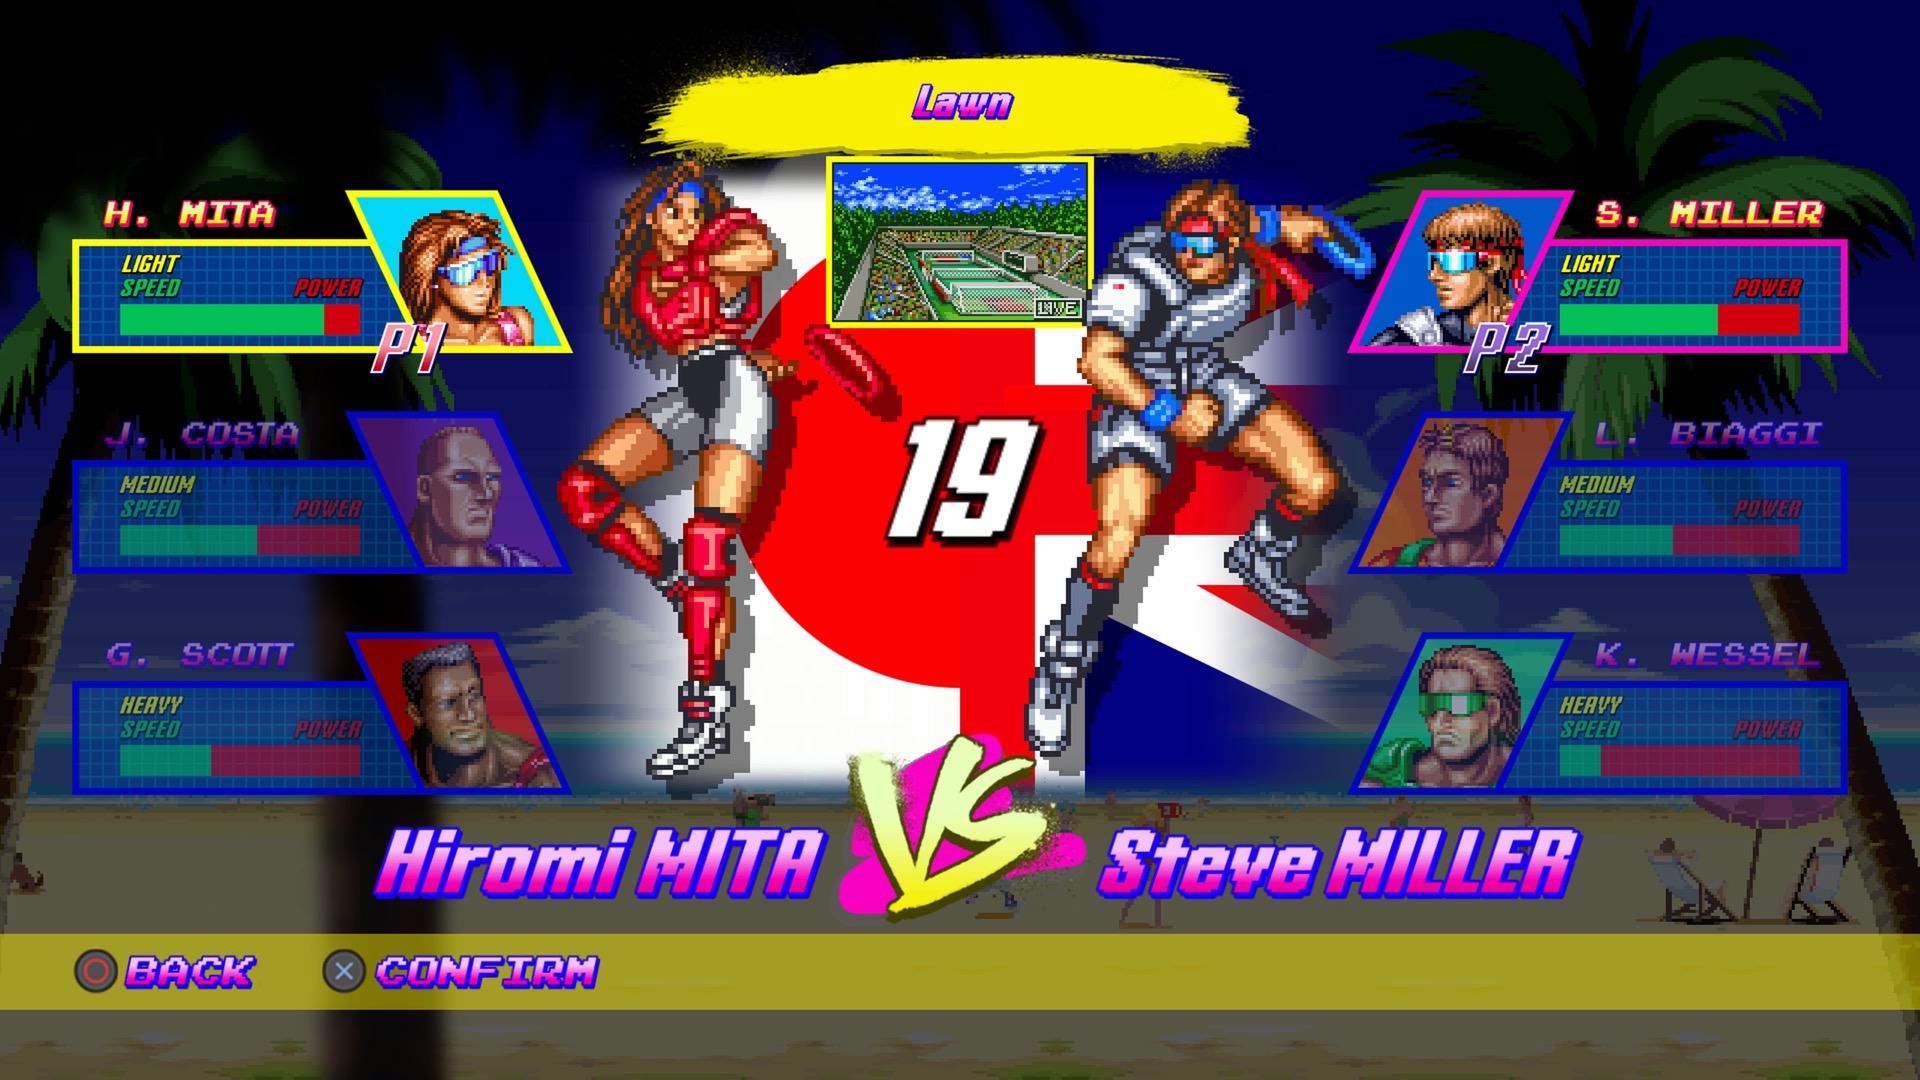 Lawn
LIVE
H. MITA
LIGHT
SPEED POWER
P1
J. COSTA
MEDIUM
SPEED POWER
G. SCOTT
HEAVY
SPEED POWER
19
S. MILLER
LIGHT
SPEED POWER
P2
L. BIAGGI
MEDIUM
SPEED POWER
K. WESSEL
HEAVY
SPEED POWER
Hiromi MITA VS Steve MILLER
BACK CONFIRM